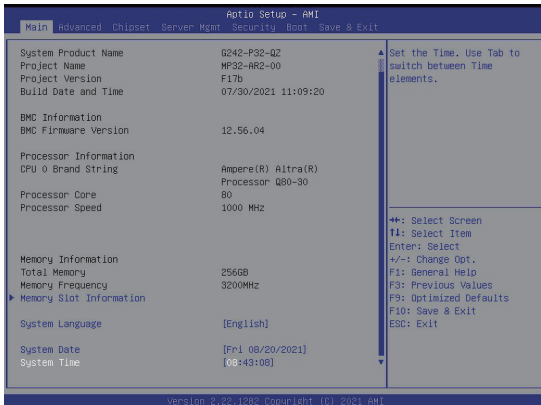 Aptio Setup - AMI
Main Advanced Chipset Server Mgmt Security Boot Save & Exit
System Product Name G242-P32-QZ
Project Name MP32-AR2-00
Project Version F17b
Build Date and Time 07/30/2021 11:09:20
BMC Information
BMC Firmware Version 12.56.04
Processor Information
CPU 0 Brand String Ampere(R) Altra(R)
Processor Q80-30
Processor Core 80
Processor Speed 1000 MHz
Memory Information
Total Memory 256GB
Memory Frequency 3200MHz
Memory Slot Information
System Language [English]
System Date [Fri 08/20/2021]
System Time [08:43:08]
Set the Time. Use Tab to
switch between Time
elements.
→←: Select Screen
↑↓: Select Item
Enter: Select
+/-: Change Opt.
F1: General Help
F3: Previous Values
F9: Optimized Defaults
F10: Save & Exit
ESC: Exit
Version 2.22.1282 Copyright (C) 2021 AMI